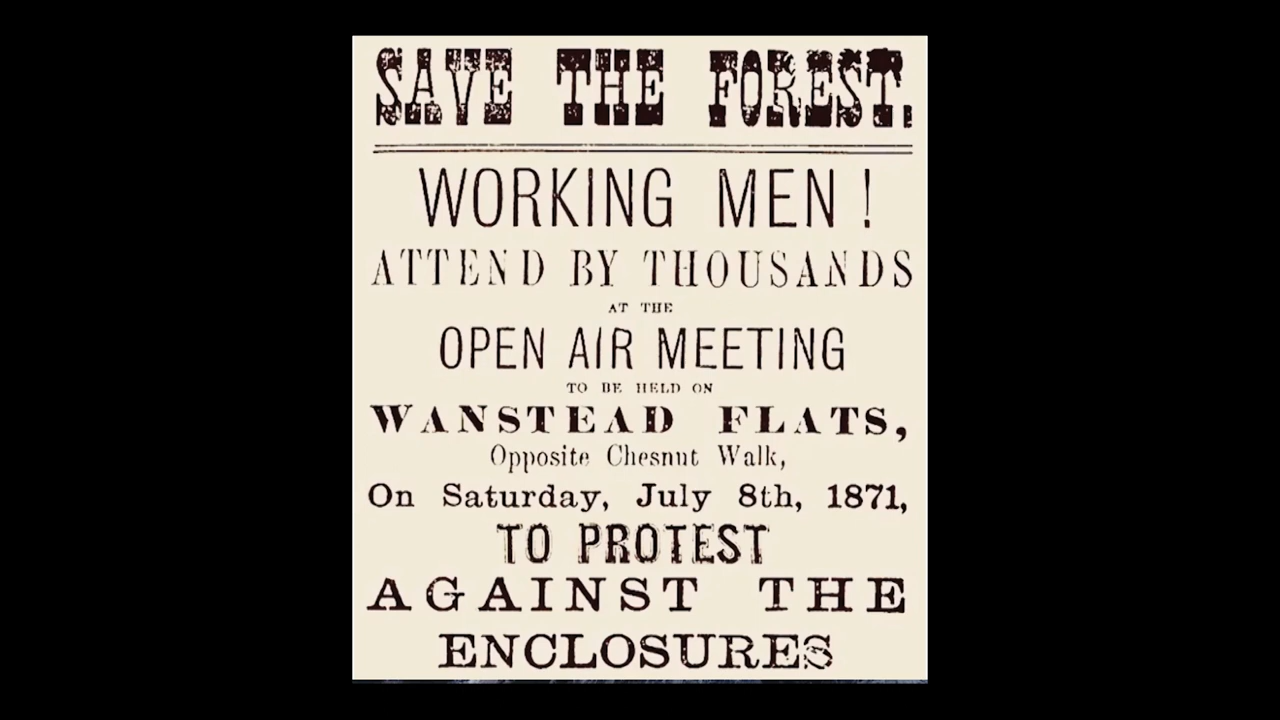 SAVE THE FOREST.
WORKING MEN!
ATTEND BY THOUSANDS
AT THE
OPEN AIR MEETING
TO BE HELD ON
WANSTEAD FLATS,
Opposite Chesnut Walk,
On Saturday, July 8th, 1871,
TO PROTEST
AGAINST THE
ENCLOSURES